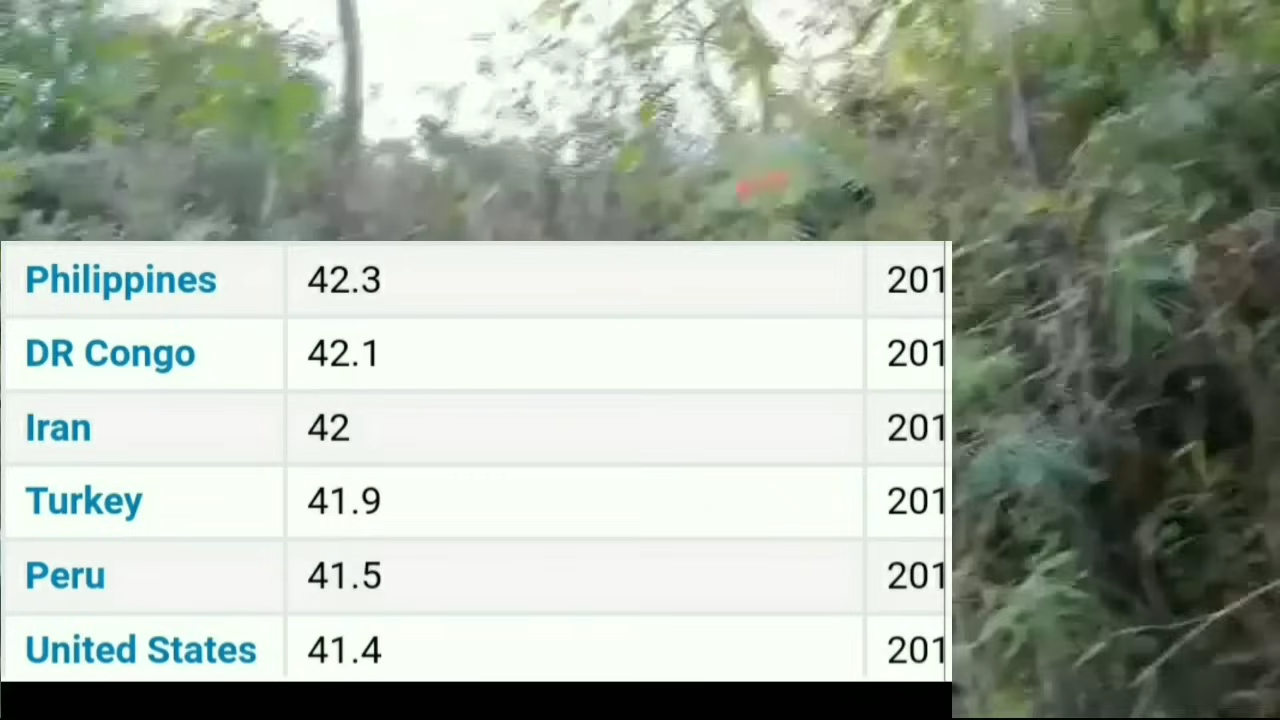 Philippines 42.3 201
DR Congo 42.1 201
Iran 42 201
Turkey 41.9 201
Peru 41.5 201
United States 41.4 201